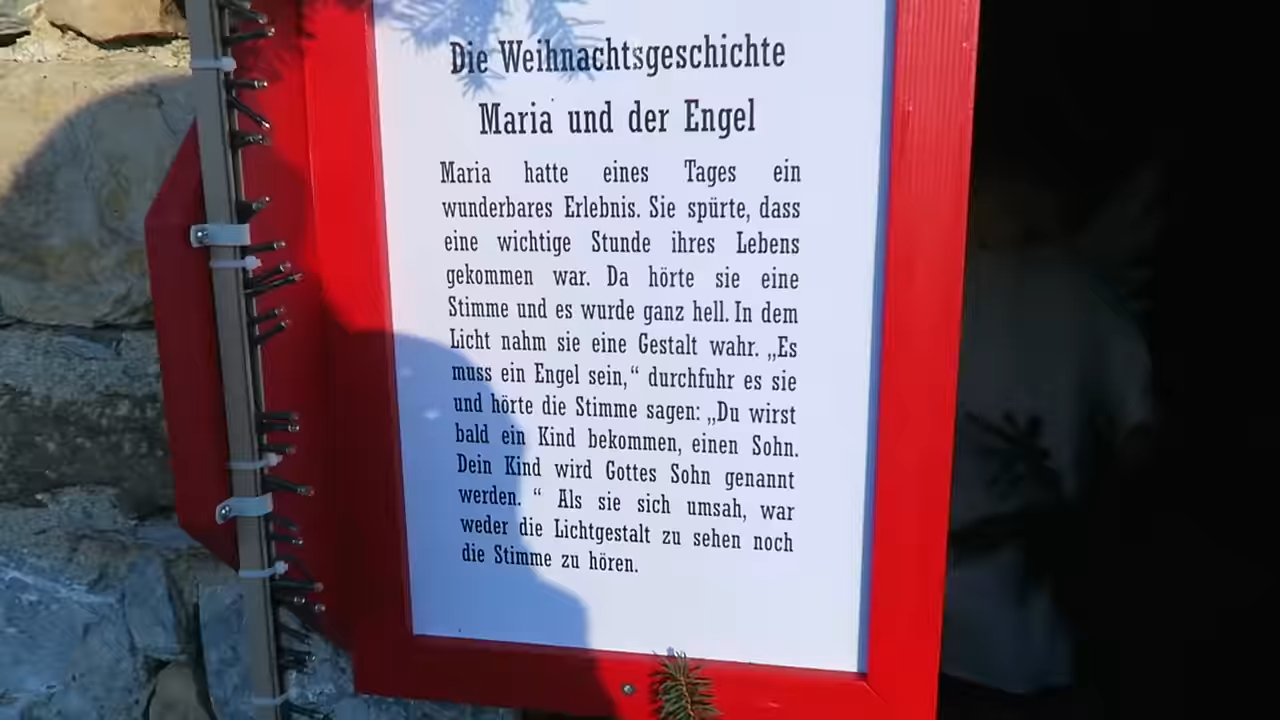 Die Weihnachtsgeschichte
Maria und der Engel
Maria hatte eines Tages ein
wunderbares Erlebnis. Sie spürte, dass
eine wichtige Stunde ihres Lebens
gekommen war. Da hörte sie eine
Stimme und es wurde ganz hell. In dem
Licht nahm sie eine Gestalt wahr. „Es
muss ein Engel sein,“ durchfuhr es sie
und hörte die Stimme sagen: „Du wirst
bald ein Kind bekommen, einen Sohn.
Dein Kind wird Gottes Sohn genannt
werden. “ Als sie sich umsah, war
weder die Lichtgestalt zu sehen noch
die Stimme zu hören.